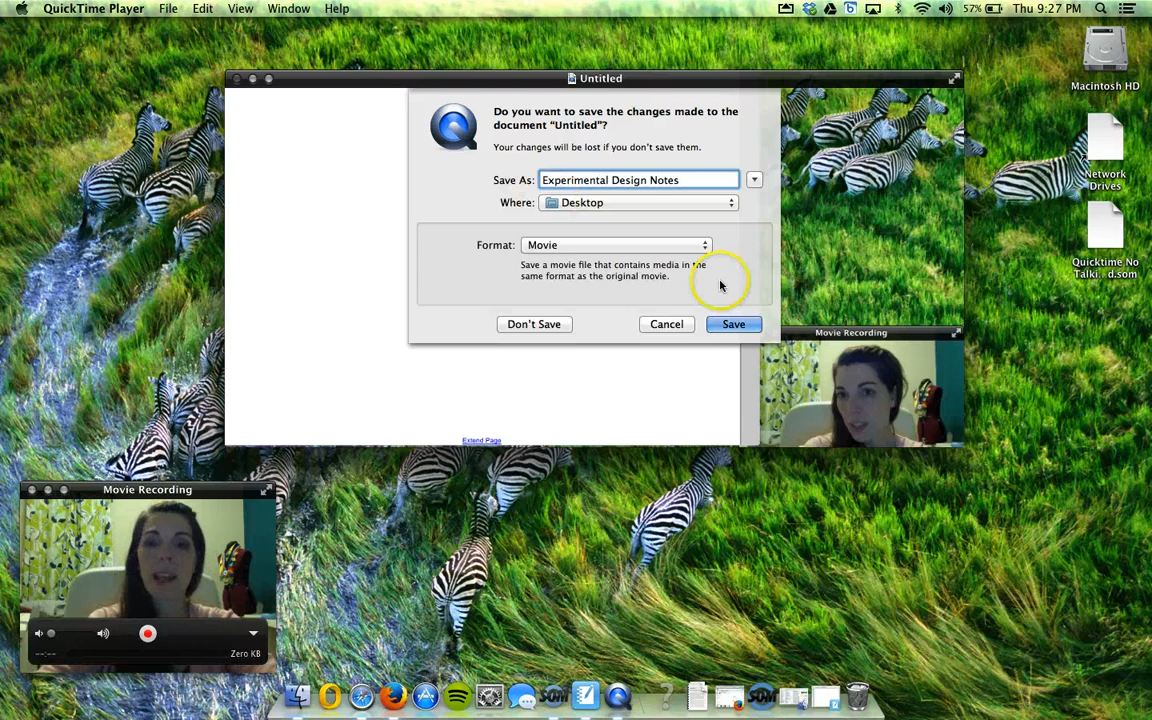 QuickTime Player File Edit View Window Help 57% Thu 9:27 PM
Macintosh HD
Untitled
Do you want to save the changes made to the
document “Untitled”?
Your changes will be lost if you don’t save them.
Save As: Experimental Design Notes
Where: Desktop
Network
Drives
Format: Movie
Save a movie file that contains media in the
same format as the original movie.
Quicktime No
Talki...d.som
Don’t Save Cancel Save
Movie Recording
Extend Page
Movie Recording
--:-- Zero KB
SOM SOM